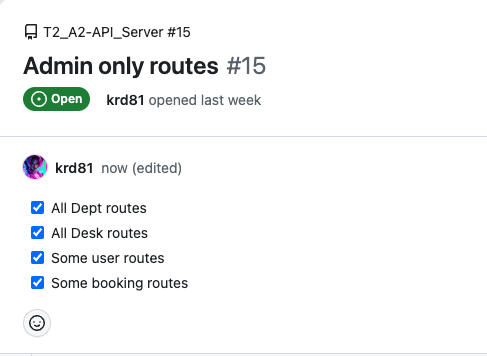 T2_A2-API_Server #15
Admin only routes #15
Open krd81 opened last week
krd81 now (edited)
All Dept routes
All Desk routes
Some user routes
Some booking routes